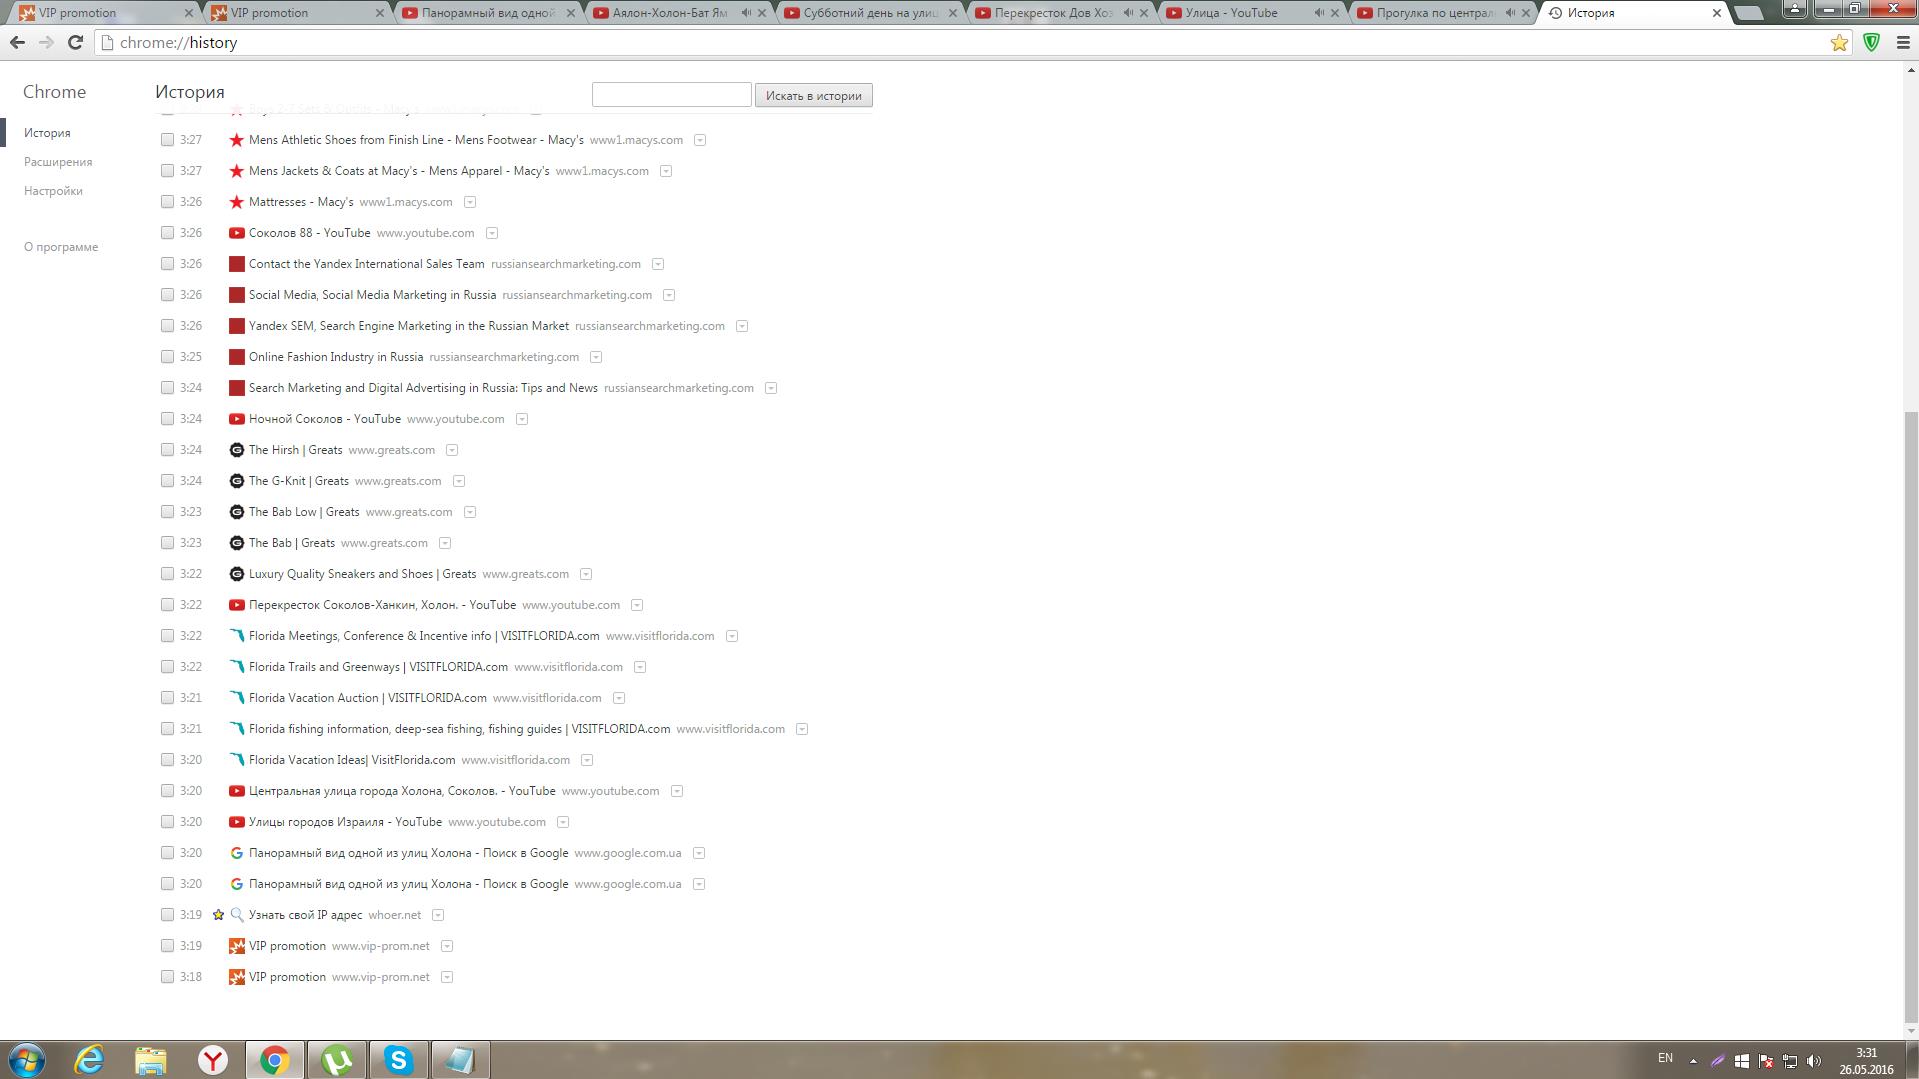 VIP promotion
VIP promotion
Панорамный вид одной
Аялон-Холон-Бат Ям
Субботний день на улиц
Перекресток Дов Хоз
Улица - YouTube
Прогулка по централ
История
chrome://history
Chrome
История
Искать в истории
История
Расширения
Настройки
О программе
Boys 2-7 Sets & Outfits - Macy's
3:27 Mens Athletic Shoes from Finish Line - Mens Footwear - Macy's www1.macys.com
3:27 Mens Jackets & Coats at Macy's - Mens Apparel - Macy's www1.macys.com
3:26 Mattresses - Macy's www1.macys.com
3:26 Соколов 88 - YouTube www.youtube.com
3:26 Contact the Yandex International Sales Team russiansearchmarketing.com
3:26 Social Media, Social Media Marketing in Russia russiansearchmarketing.com
3:26 Yandex SEM, Search Engine Marketing in the Russian Market russiansearchmarketing.com
3:25 Online Fashion Industry in Russia russiansearchmarketing.com
3:24 Search Marketing and Digital Advertising in Russia: Tips and News russiansearchmarketing.com
3:24 Ночной Соколов - YouTube www.youtube.com
3:24 The Hirsh | Greats www.greats.com
3:24 The G-Knit | Greats www.greats.com
3:23 The Bab Low | Greats www.greats.com
3:23 The Bab | Greats www.greats.com
3:22 Luxury Quality Sneakers and Shoes | Greats www.greats.com
3:22 Перекресток Соколов-Ханкин, Холон. - YouTube www.youtube.com
3:22 Florida Meetings, Conference & Incentive info | VISITFLORIDA.com www.visitflorida.com
3:22 Florida Trails and Greenways | VISITFLORIDA.com www.visitflorida.com
3:21 Florida Vacation Auction | VISITFLORIDA.com www.visitflorida.com
3:21 Florida fishing information, deep-sea fishing, fishing guides | VISITFLORIDA.com www.visitflorida.com
3:20 Florida Vacation Ideas| VisitFlorida.com www.visitflorida.com
3:20 Центральная улица города Холона, Соколов. - YouTube www.youtube.com
3:20 Улицы городов Израиля - YouTube www.youtube.com
3:20 Панорамный вид одной из улиц Холона - Поиск в Google www.google.com.ua
3:20 Панорамный вид одной из улиц Холона - Поиск в Google www.google.com.ua
3:19 Узнать свой IP адрес whoer.net
3:19 VIP promotion www.vip-prom.net
3:18 VIP promotion www.vip-prom.net
EN
3:31
26.05.2016